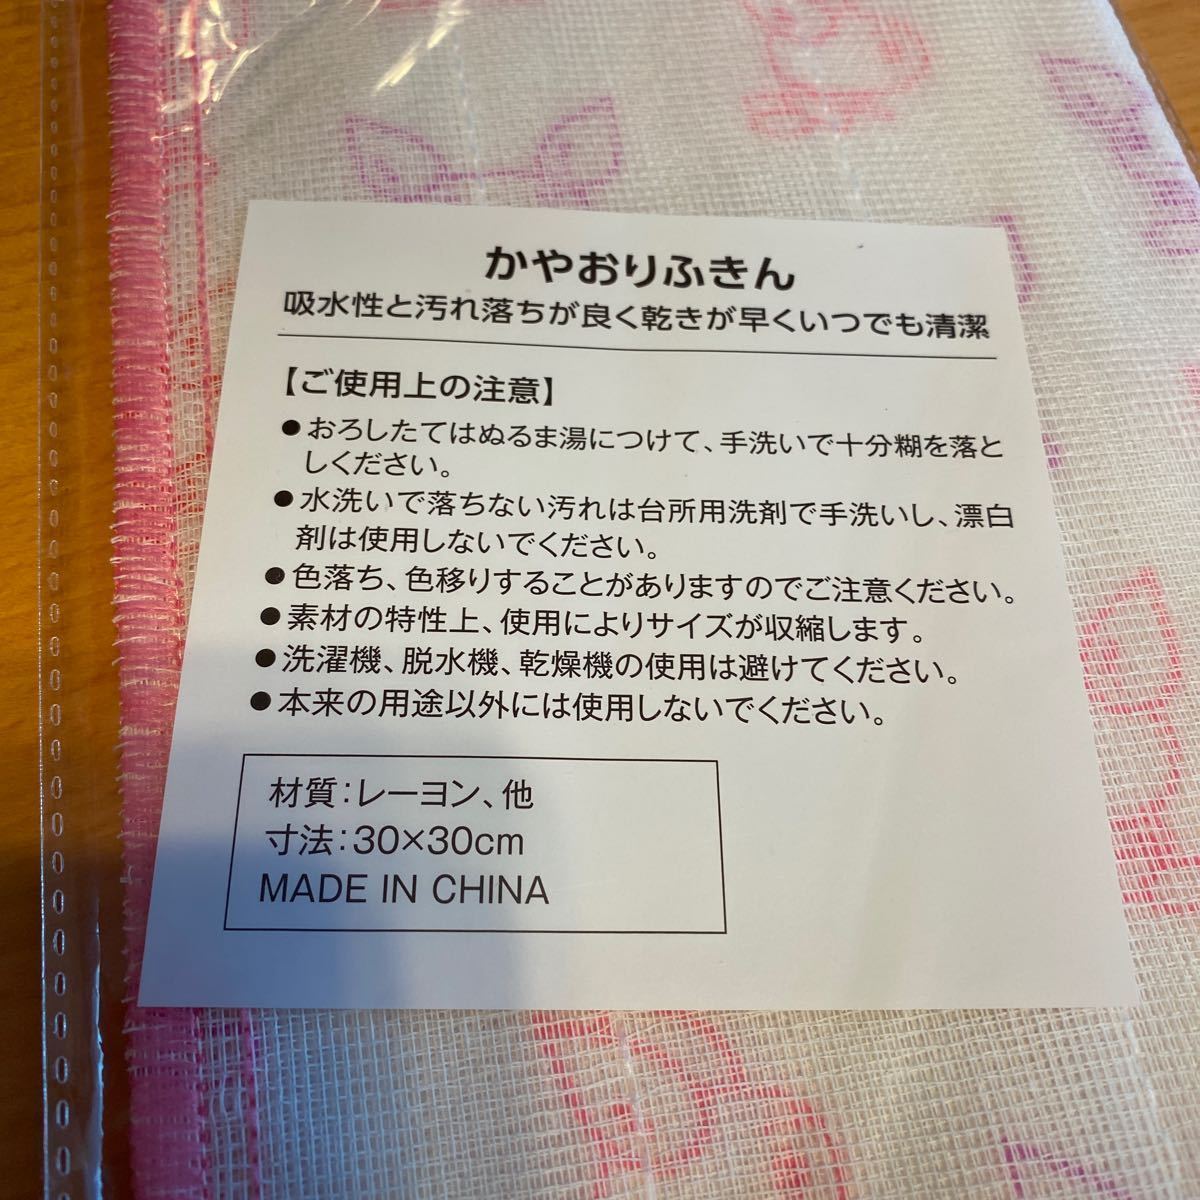 かやおりふきん
吸水性と汚れ落ちが良く乾きが早くいつでも清潔
【ご使用上の注意】
●おろしたてはぬるま湯につけて、手洗いで十分糊を落と
しください。
●水洗いで落ちない汚れは台所用洗剤で手洗いし、漂白
剤は使用しないでください。
●色落ち、色移りすることがありますのでご注意ください。
●素材の特性上、使用によりサイズが収縮します。
●洗濯機、脱水機、乾燥機の使用は避けてください。
●本来の用途以外には使用しないでください。
材質：レーヨン、他
寸法：30×30cm
MADE IN CHINA